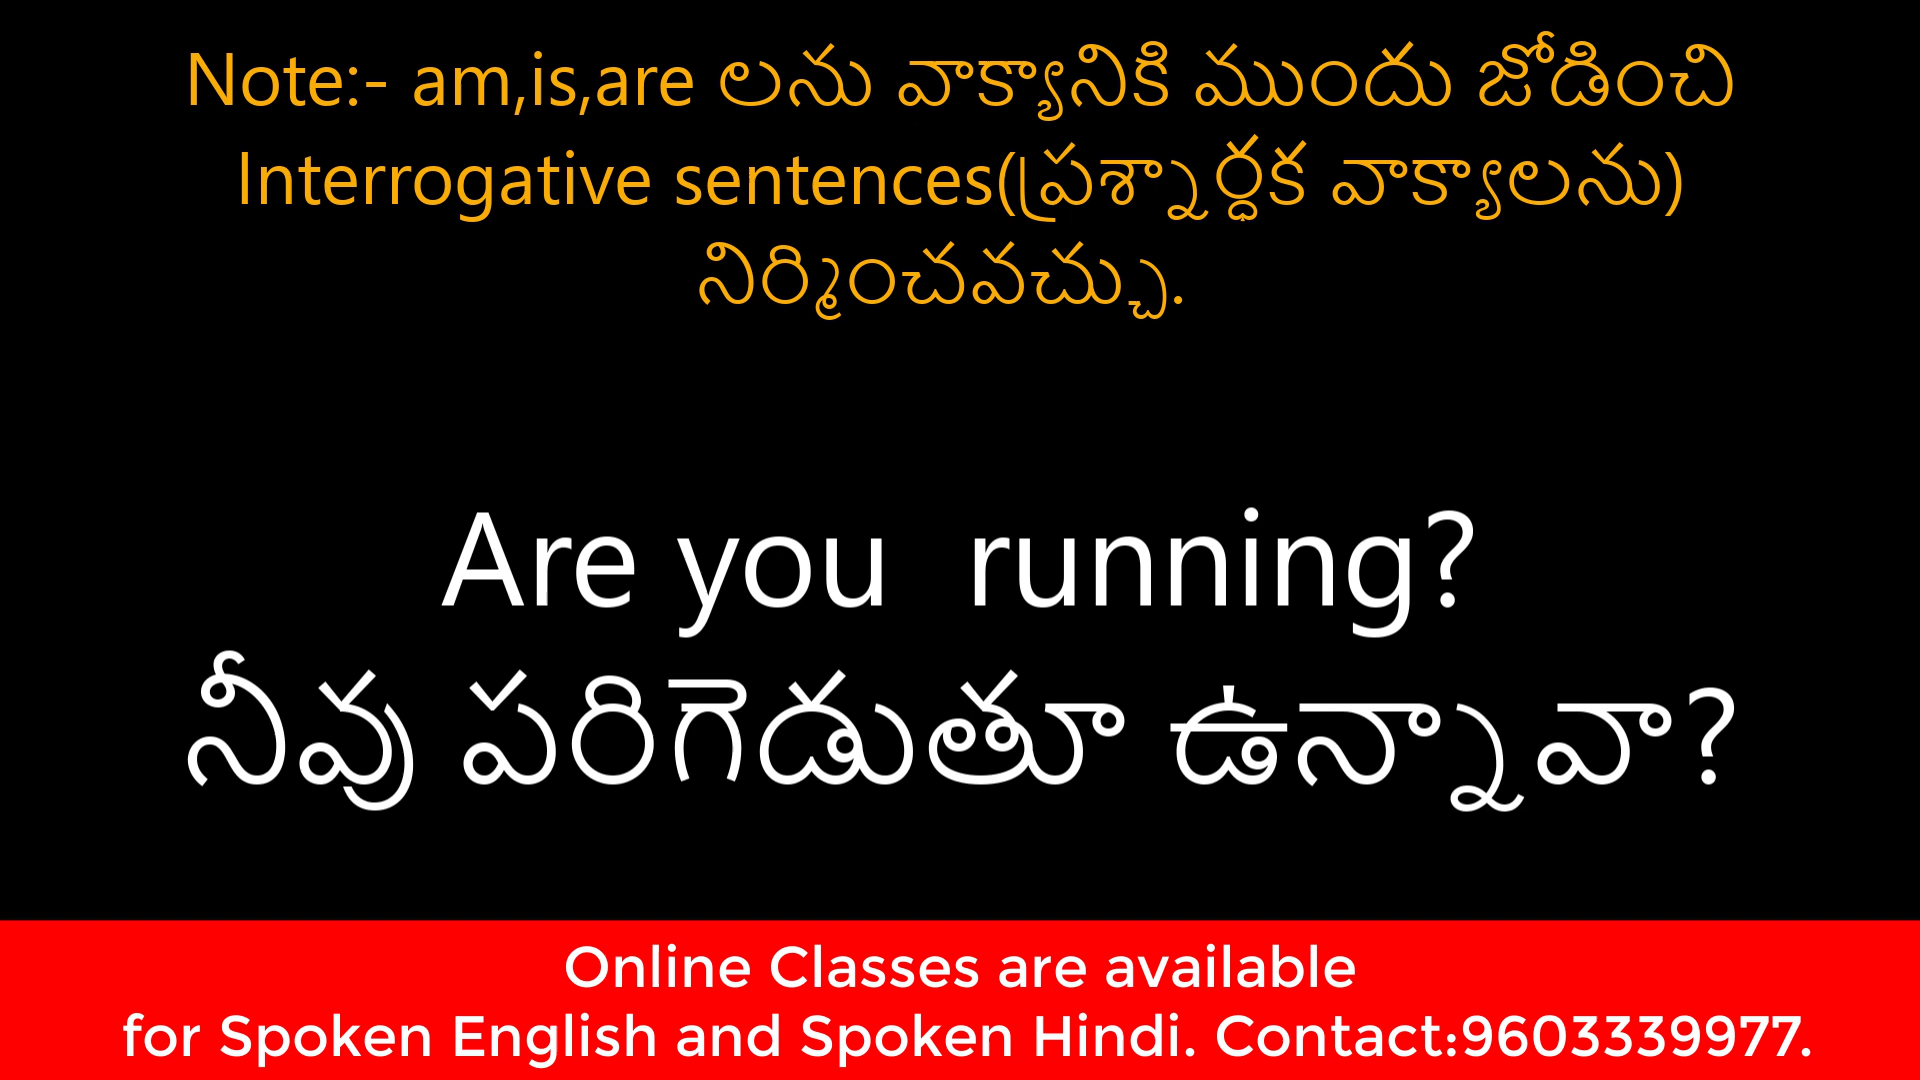 Note:- am,is,are లను వాక్యానికి ముందు జోడించి
Interrogative sentences(ప్రశ్నార్ధక వాక్యాలను)
నిర్మించవచ్చు.
Are you  running?
నీవు పరిగెడుతూ ఉన్నావా?
Online Classes are available
for Spoken English and Spoken Hindi. Contact:9603339977.